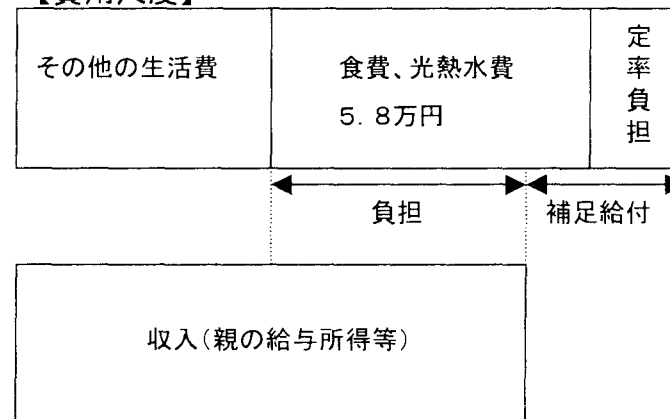 その他の生活費
食費、光熱水費
5.8万円
定率負担
負担
補足給付
収入(親の給与所得等)